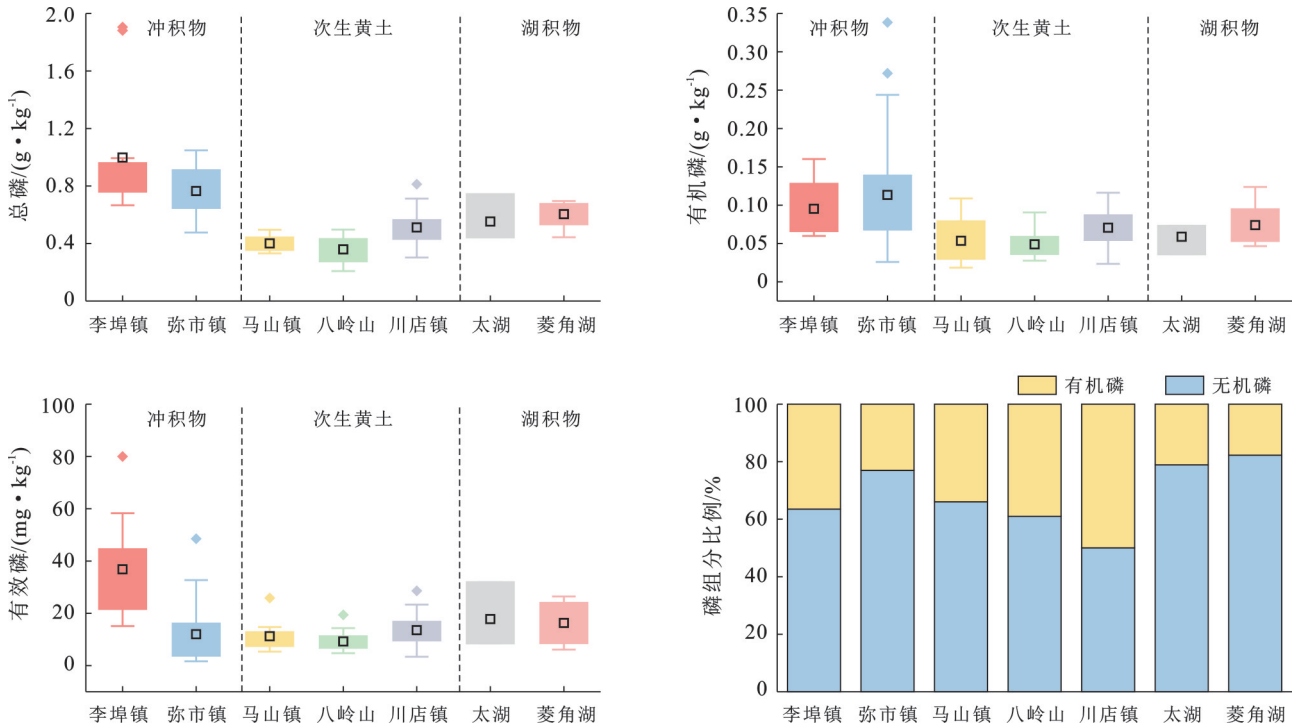 2.0
冲积物
次生黄土
湖积物
1.6
1.2
0.8
0.4
0
总磷/(g•kg⁻¹)
李埠镇
弥市镇
马山镇
八岭山
川店镇
太湖
菱角湖
0.35
冲积物
次生黄土
湖积物
0.30
0.25
0.20
0.15
0.10
0.05
0
有机磷/(g•kg⁻¹)
李埠镇
弥市镇
马山镇
八岭山
川店镇
太湖
菱角湖
100
冲积物
次生黄土
湖积物
80
60
40
20
0
有效磷/(mg•kg⁻¹)
李埠镇
弥市镇
马山镇
八岭山
川店镇
太湖
菱角湖
有机磷
无机磷
100
80
60
40
20
0
磷组分比例/%
李埠镇
弥市镇
马山镇
八岭山
川店镇
太湖
菱角湖